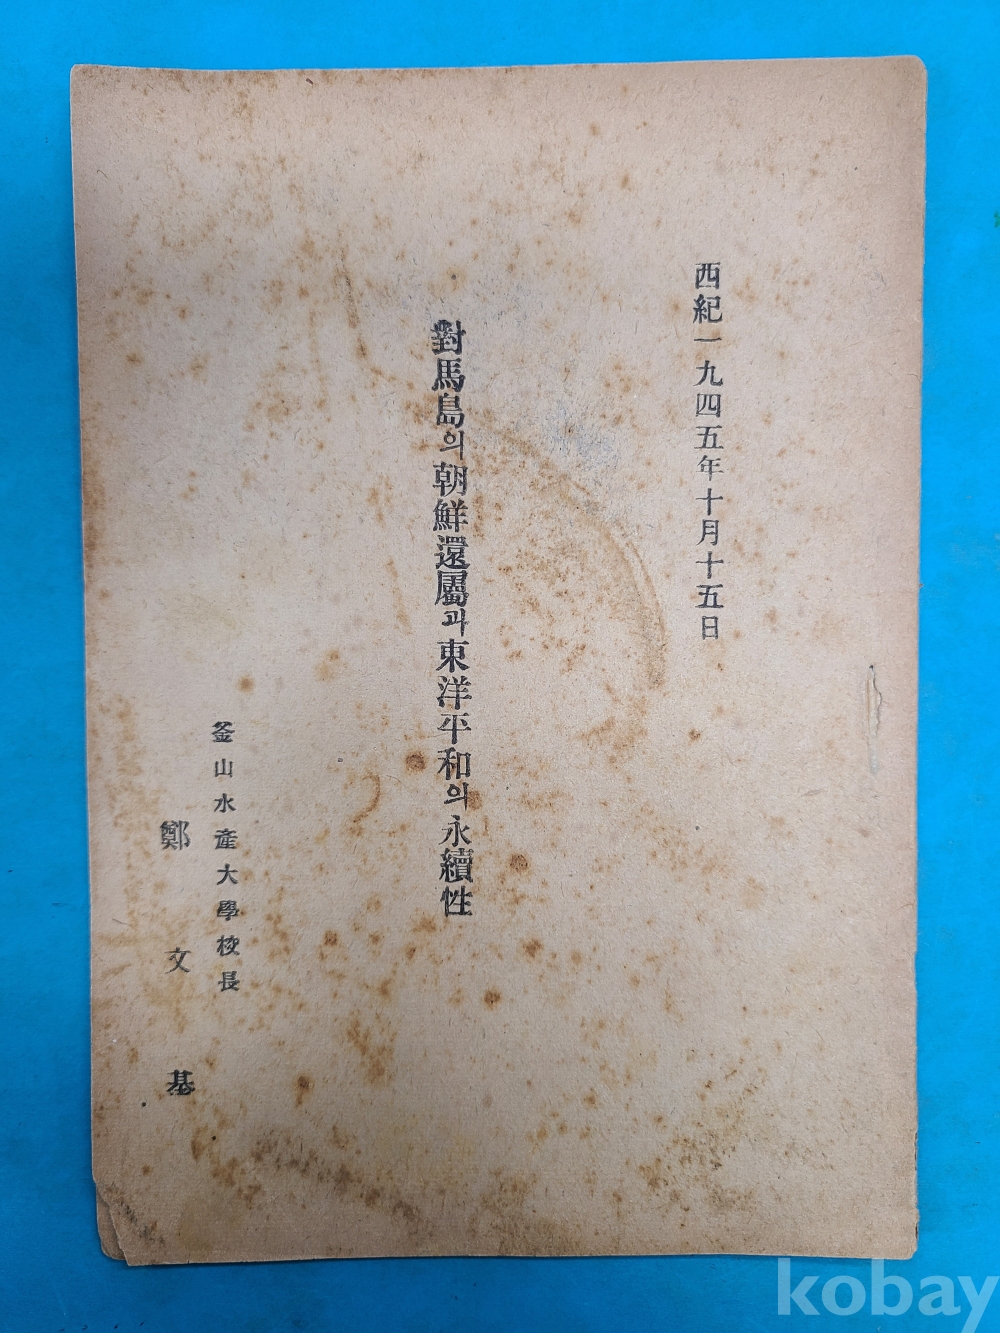 西紀一九四五年十月十五日
對馬島의朝鮮還屬과東洋平和의永續性
釜山水產大學校長
鄭文基
kobay